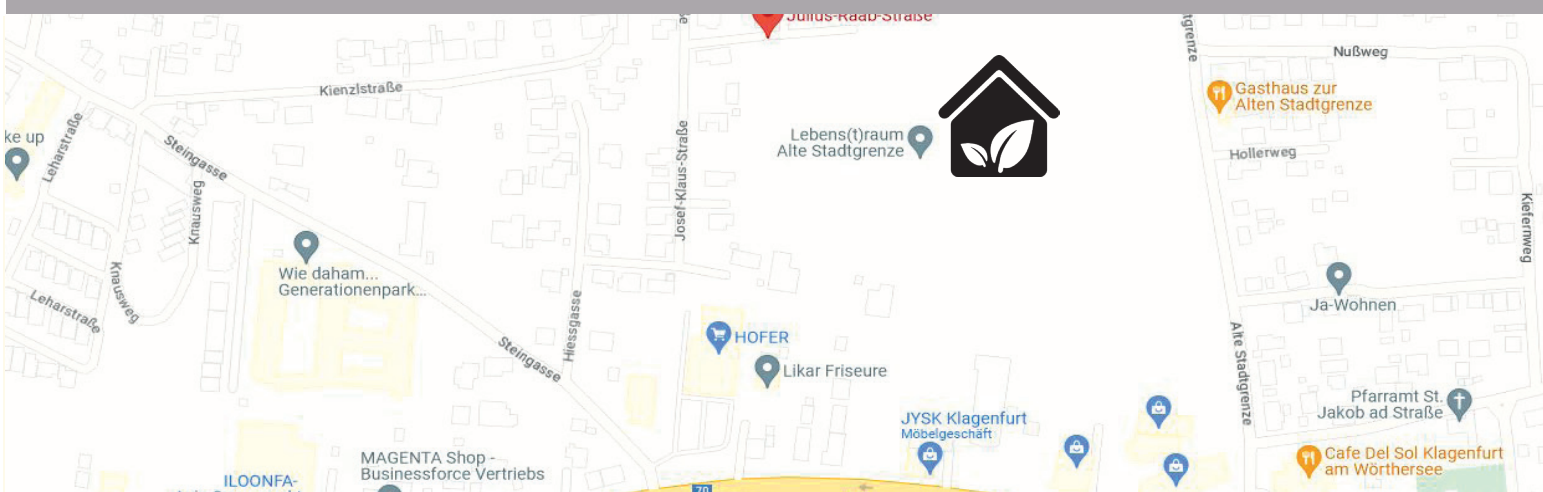 Julius-Raab-Straße
tgrenze
Nußweg
Kienzlstraße
Gasthaus zur
Alten Stadtgrenze
ke up
Leharstraße
Steingasse
Josef-Klaus-Straße
Lebens(t)raum
Alte Stadtgrenze
Hollerweg
Knausweg
Kiefernweg
Wie daham...
Generationenpark...
Knausweg
Leharstraße
Hiessgasse
Ja-Wohnen
Steingasse
HOFER
Alte Stadtgrenze
Likar Friseure
Pfarramt St.
Jakob ad Straße
JYSK Klagenfurt
Möbelgeschäft
MAGENTA Shop -
Businessforce Vertriebs
Cafe Del Sol Klagenfurt
am Wörthersee
ILOONFA-
70